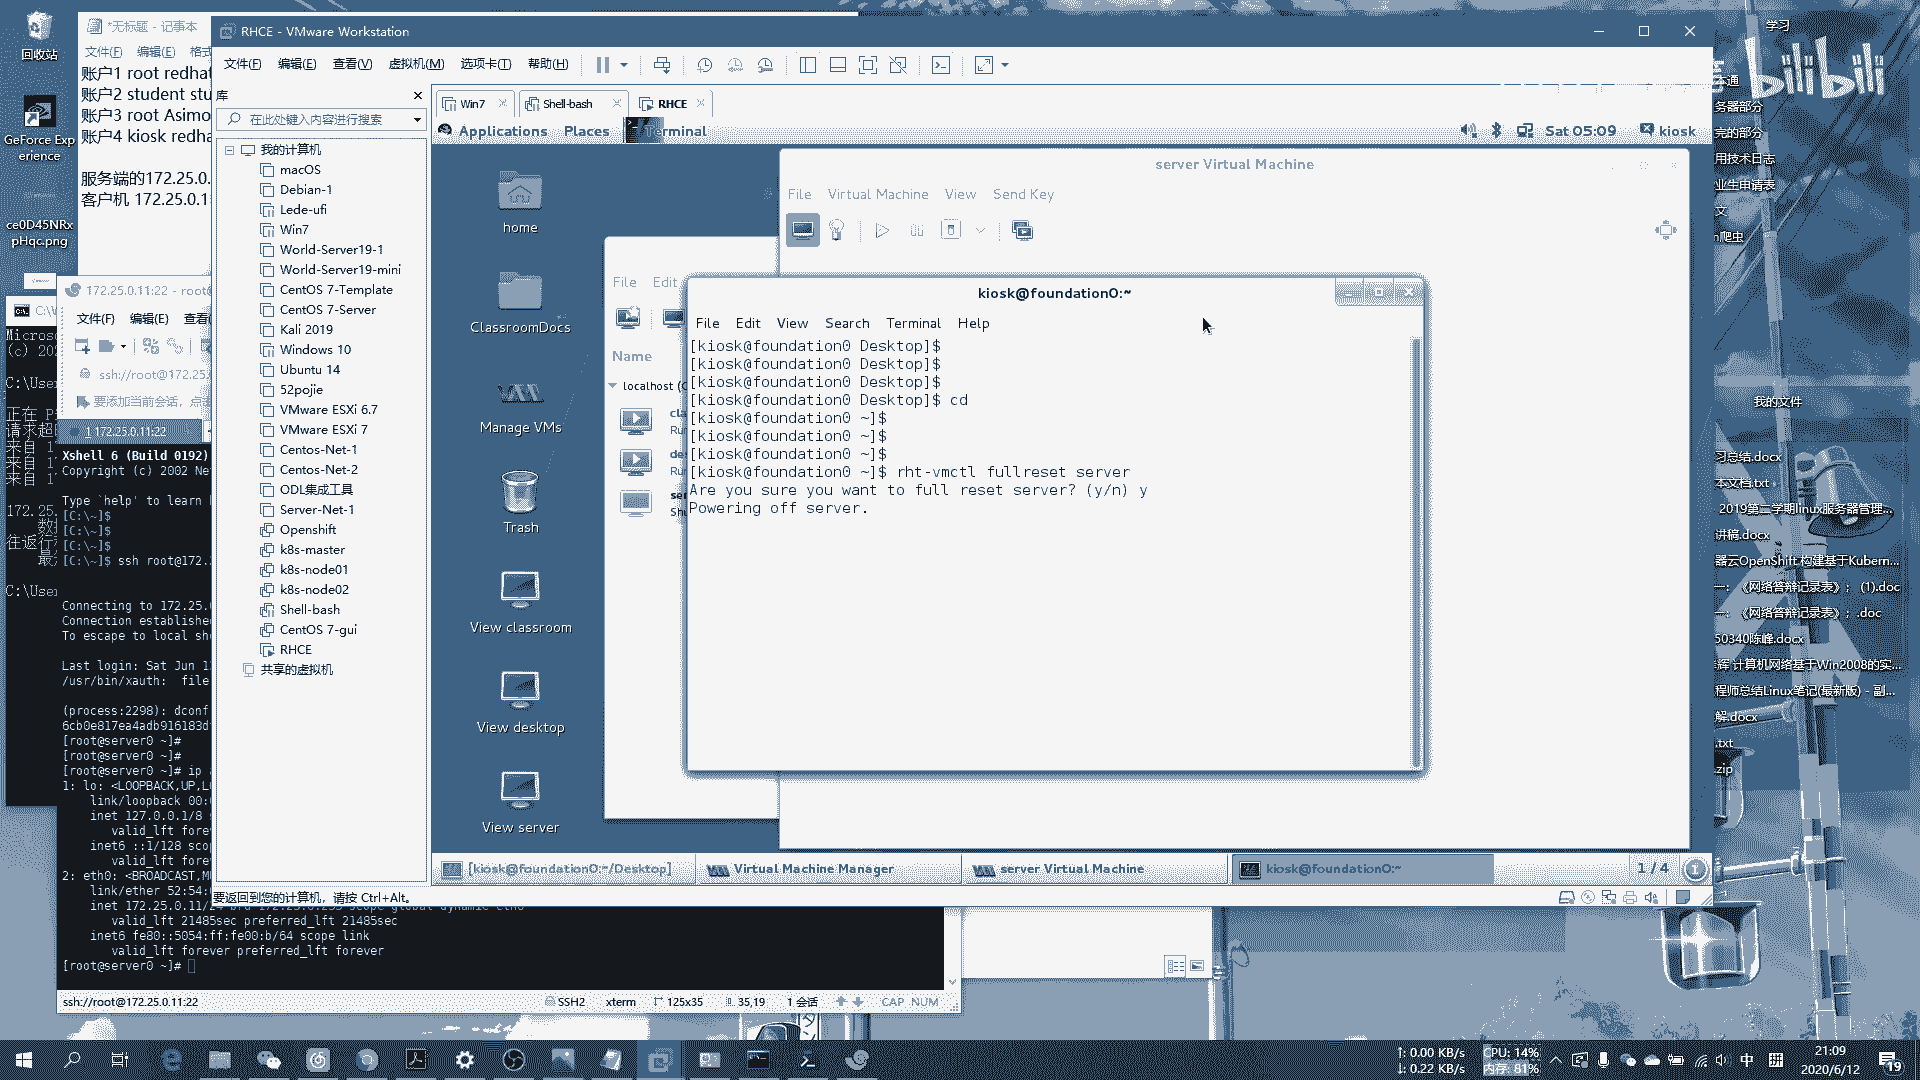 回收站
GeForce Exp
erience
ce0D45NRx
pHqc.png
*无标题 - 记事本
文件(F) 编辑(E) 格式
账户1 root redhat
账户2 student stu
账户3 root Asimo
账户4 kiosk redha
服务端的172.25.0.
客户机 172.25.0.1
RHCE - VMware Workstation
文件(F) 编辑(E) 查看(V) 虚拟机(M) 选项卡(T) 帮助(H)
库
在此处键入内容进行搜索
我的计算机
macOS
Debian-1
Lede-ufi
Win7
World-Server19-1
World-Server19-mini
CentOS 7-Template
CentOS 7-Server
Kali 2019
Windows 10
Ubuntu 14
52pojie
VMware ESXi 6.7
VMware ESXi 7
Centos-Net-1
Centos-Net-2
ODL集成工具
Server-Net-1
Openshift
k8s-master
k8s-node01
k8s-node02
Shell-bash
CentOS 7-gui
RHCE
共享的虚拟机
Win7 Shell-bash RHCE
Applications Places Terminal
Sat 05:09 kiosk
home
ClassroomDocs
Manage VMs
Trash
View classroom
View desktop
View server
server Virtual Machine
File Virtual Machine View Send Key
File Edit
Name
localhost (
kiosk@foundation0:~
File Edit View Search Terminal Help
[kiosk@foundation0 Desktop]$
[kiosk@foundation0 Desktop]$
[kiosk@foundation0 Desktop]$
[kiosk@foundation0 Desktop]$ cd
[kiosk@foundation0 ~]$
[kiosk@foundation0 ~]$
[kiosk@foundation0 ~]$
[kiosk@foundation0 ~]$ rht-vmctl fullreset server
Are you sure you want to full reset server? (y/n) y
Powering off server.
[kiosk@foundation0:~/Desktop]
Virtual Machine Manager
server Virtual Machine
kiosk@foundation0:~
1 / 4
要返回到您的计算机，请按 Ctrl+Alt。
172.25.0.11:22 - root@
文件(F) 编辑(E) 查看
ssh://root@172.25
要添加当前会话，点击
1 172.25.0.11:22
Xshell 6 (Build 0192)
Copyright (c) 2002 Ne
Type `help' to learn
[C:\~]$
[C:\~]$
[C:\~]$
[C:\~]$ ssh root@172.
Connecting to 172.25.
Connection establishe
To escape to local sh
Last login: Sat Jun 1
/usr/bin/xauth: file
(process:2298): dconf
6cb0e817ea4adb916183d
[root@server0 ~]#
[root@server0 ~]#
[root@server0 ~]# ip
1: lo: <LOOPBACK,UP,L
link/loopback 00:
inet 127.0.0.1/8
valid_lft forev
inet6 ::1/128 scop
valid_lft forev
2: eth0: <BROADCAST,M
link/ether 52:54:
valid_lft 21485sec preferred_lft 21485sec
inet6 fe80::5054:ff:fe00:b/64 scope link
valid_lft forever preferred_lft forever
[root@server0 ~]#
ssh://root@172.25.0.11:22 SSH2 xterm 125x35 35,19 1 会话 CAP NUM
学习
bilibili
务器部分
完的部分
用技术日志
业生申请表
文
我的文件
习总结.docx
本文档.txt
2019第二学期linux服务器管理...
讲稿.docx
器云OpenShift 构建基于Kubern...
一：《网络答辩记录表》； (1).doc
一：《网络答辩记录表》；.doc
50340陈峰.docx
辉 计算机网络基于Win2008的实...
程师总结Linux笔记(最新版) - 副...
解.docx
.txt
.zip
↑: 0.00 KB/s
↓: 0.22 KB/s
CPU: 14%
内存: 81%
中
拼
21:09
2020/6/12
19